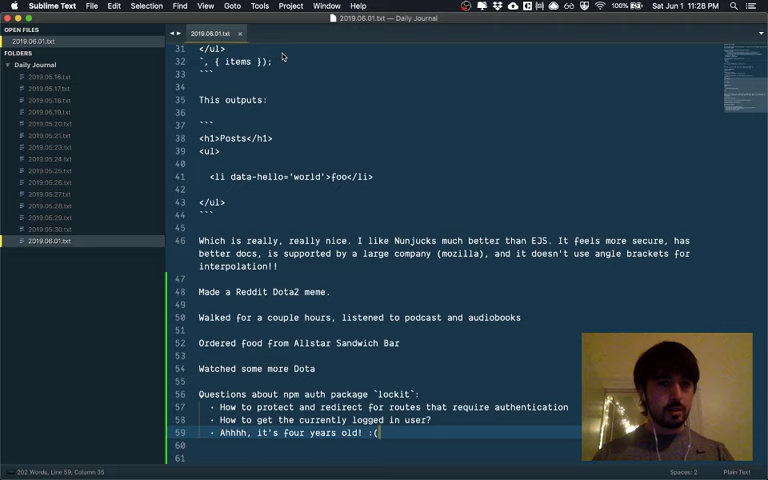 Sublime Text File Edit Selection Find View Goto Tools Project Window Help
100% Sat Jun 1 11:28 PM
2019.06.01.txt — Daily Journal
OPEN FILES
2019.06.01.txt
FOLDERS
Daily Journal
2019.05.16.txt
2019.05.17.txt
2019.05.18.txt
2019.05.19.txt
2019.05.20.txt
2019.05.21.txt
2019.05.23.txt
2019.05.24.txt
2019.05.25.txt
2019.05.26.txt
2019.05.27.txt
2019.05.28.txt
2019.05.29.txt
2019.05.30.txt
2019.06.01.txt
2019.06.01.txt ×
31 </ul>
32 `, { items });
33 ```
34
35 This outputs:
36
37 ```
38 <h1>Posts</h1>
39 <ul>
40
41 <li data-hello='world'>foo</li>
42
43 </ul>
44 ```
45
46 Which is really, really nice. I like Nunjucks much better than EJS. It feels more secure, has
better docs, is supported by a large company (mozilla), and it doesn't use angle brackets for
interpolation!!
47
48 Made a Reddit Dota2 meme.
49
50 Walked for a couple hours, listened to podcast and audiobooks
51
52 Ordered food from Allstar Sandwich Bar
53
54 Watched some more Dota
55
56 Questions about npm auth package `lockit`:
57 · How to protect and redirect for routes that require authentication
58 · How to get the currently logged in user?
59 · Ahhhh, it's four years old! :(
60
61
202 Words, Line 59, Column 35
Spaces: 2
Plain Text